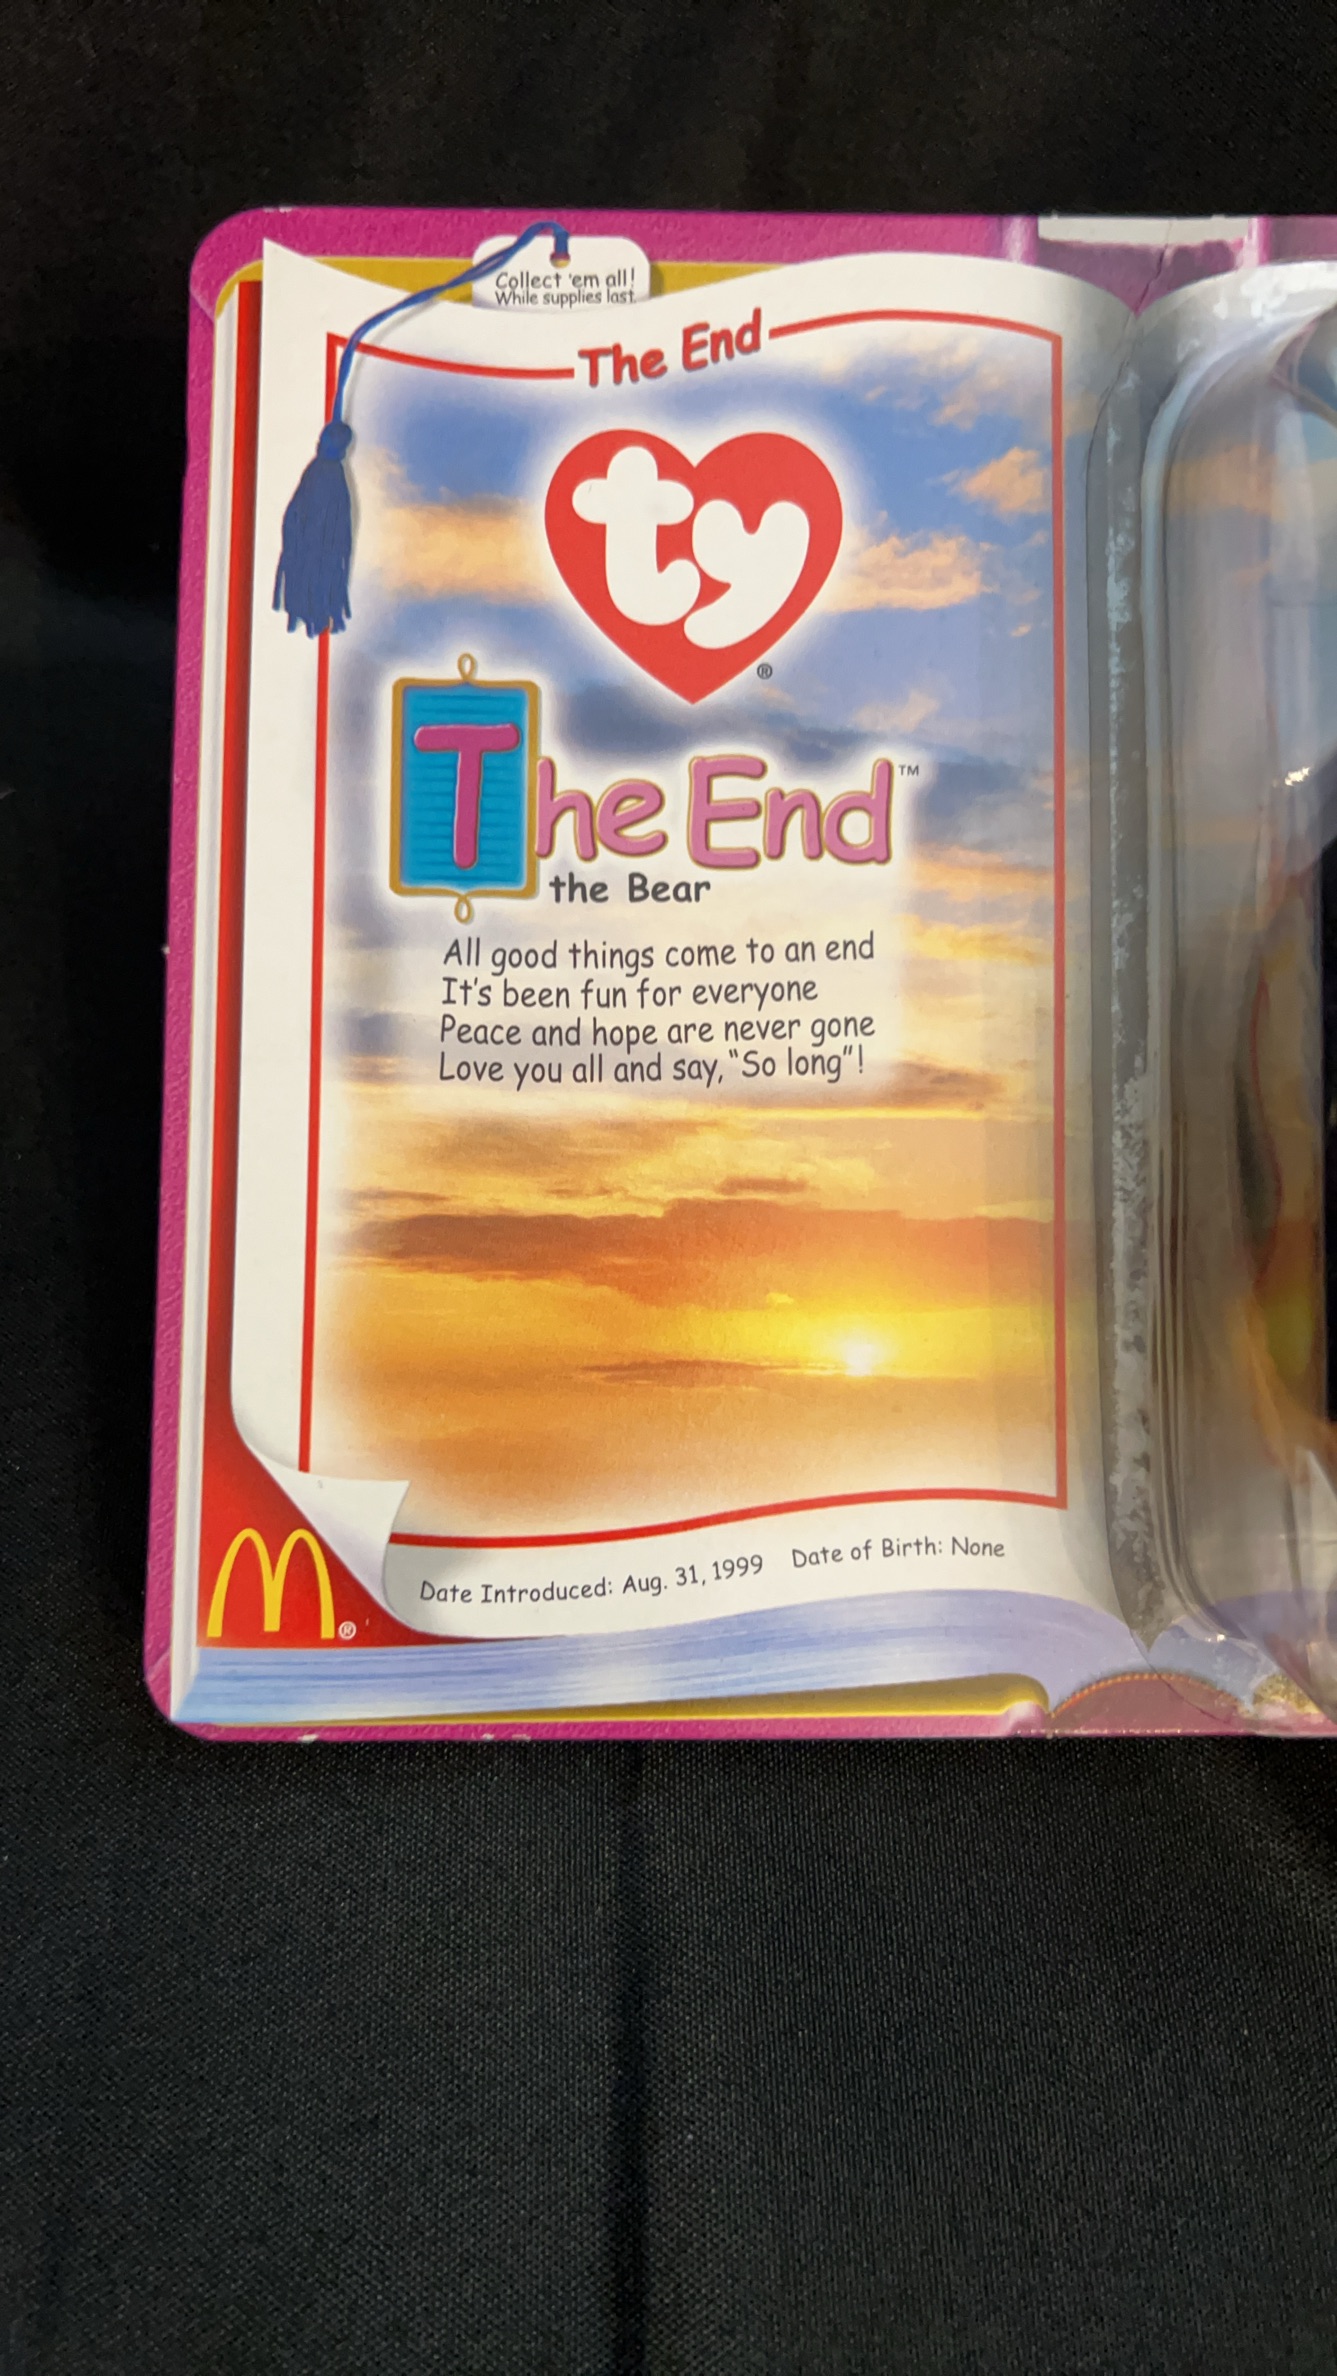 Collect 'em all!
While supplies last.
The End
ty
®
The End™
the Bear
All good things come to an end
It's been fun for everyone
Peace and hope are never gone
Love you all and say, "So long"!
Date Introduced: Aug. 31, 1999 Date of Birth: None
M®